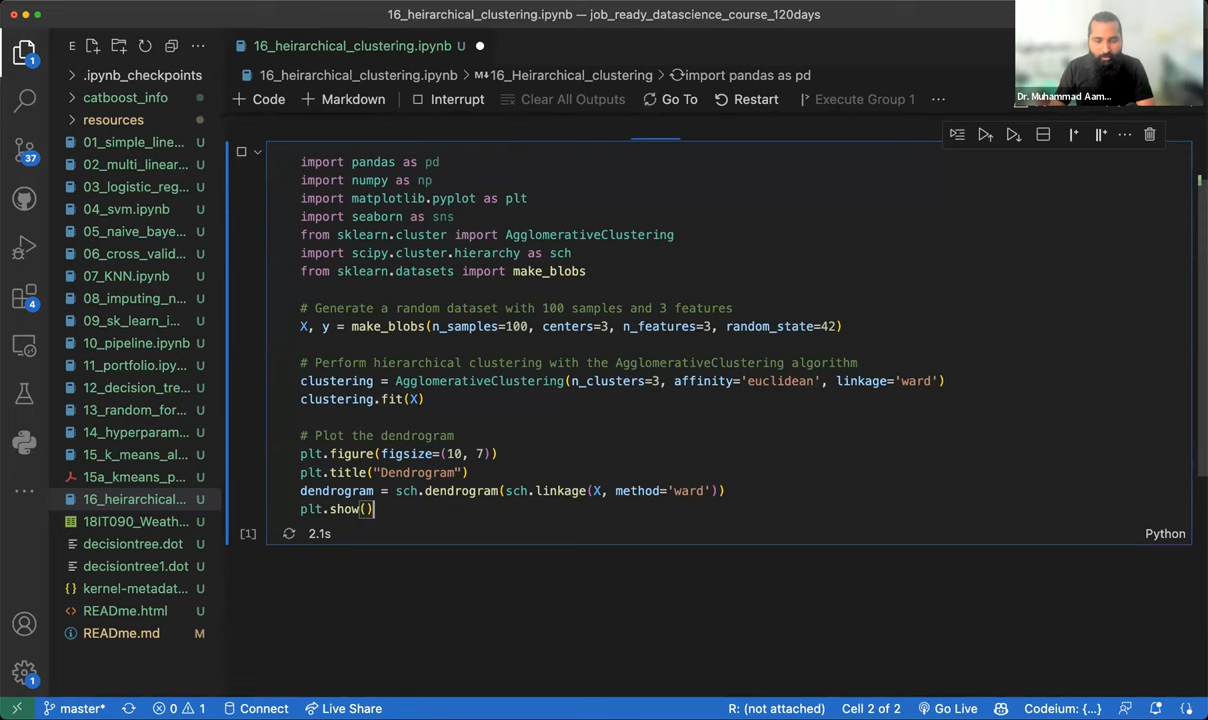 16_heirarchical_clustering.ipynb — job_ready_datascience_course_120days
Dr. Muhammad Aam...
1
37
4
1
E
.ipynb_checkpoints
catboost_info
resources
01_simple_line... U
02_multi_linear... U
03_logistic_reg... U
04_svm.ipynb U
05_naive_baye... U
06_cross_valid... U
07_KNN.ipynb U
08_imputing_n... U
09_sk_learn_i... U
10_pipeline.ipynb U
11_portfolio.ipy... U
12_decision_tre... U
13_random_for... U
14_hyperparam... U
15_k_means_al... U
15a_kmeans_p... U
16_heirarchical... U
18IT090_Weath... U
decisiontree.dot U
decisiontree1.dot U
kernel-metadat... U
READme.html U
READme.md M
16_heirarchical_clustering.ipynb U
16_heirarchical_clustering.ipynb > M↓16_Heirarchical_clustering > import pandas as pd
+ Code + Markdown Interrupt Clear All Outputs Go To Restart Execute Group 1 ...
import pandas as pd
import numpy as np
import matplotlib.pyplot as plt
import seaborn as sns
from sklearn.cluster import AgglomerativeClustering
import scipy.cluster.hierarchy as sch
from sklearn.datasets import make_blobs
# Generate a random dataset with 100 samples and 3 features
X, y = make_blobs(n_samples=100, centers=3, n_features=3, random_state=42)
# Perform hierarchical clustering with the AgglomerativeClustering algorithm
clustering = AgglomerativeClustering(n_clusters=3, affinity='euclidean', linkage='ward')
clustering.fit(X)
# Plot the dendrogram
plt.figure(figsize=(10, 7))
plt.title("Dendrogram")
dendrogram = sch.dendrogram(sch.linkage(X, method='ward'))
plt.show()
[1] 2.1s Python
master* 0 1 Connect Live Share R: (not attached) Cell 2 of 2 Go Live Codeium: {...}